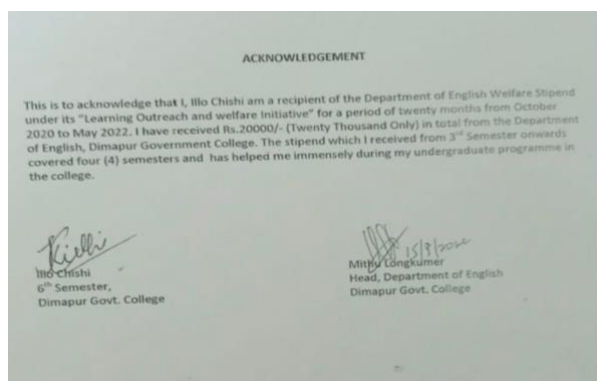 ACKNOWLEDGEMENT
This is to acknowledge that I, Illo Chishi am a recipient of the Department of English Welfare Stipend
under its "Learning Outreach and welfare Initiative" for a period of twenty months from October
2020 to May 2022. I have received Rs.20000/- (Twenty Thousand Only) in total from the Department
of English, Dimapur Government College. The stipend which I received from 3rd Semester onwards
covered four (4) semesters and has helped me immensely during my undergraduate programme in
the college.
Illo Chishi
6th Semester,
Dimapur Govt. College
Mithu Longkumer
Head, Department of English
Dimapur Govt. College